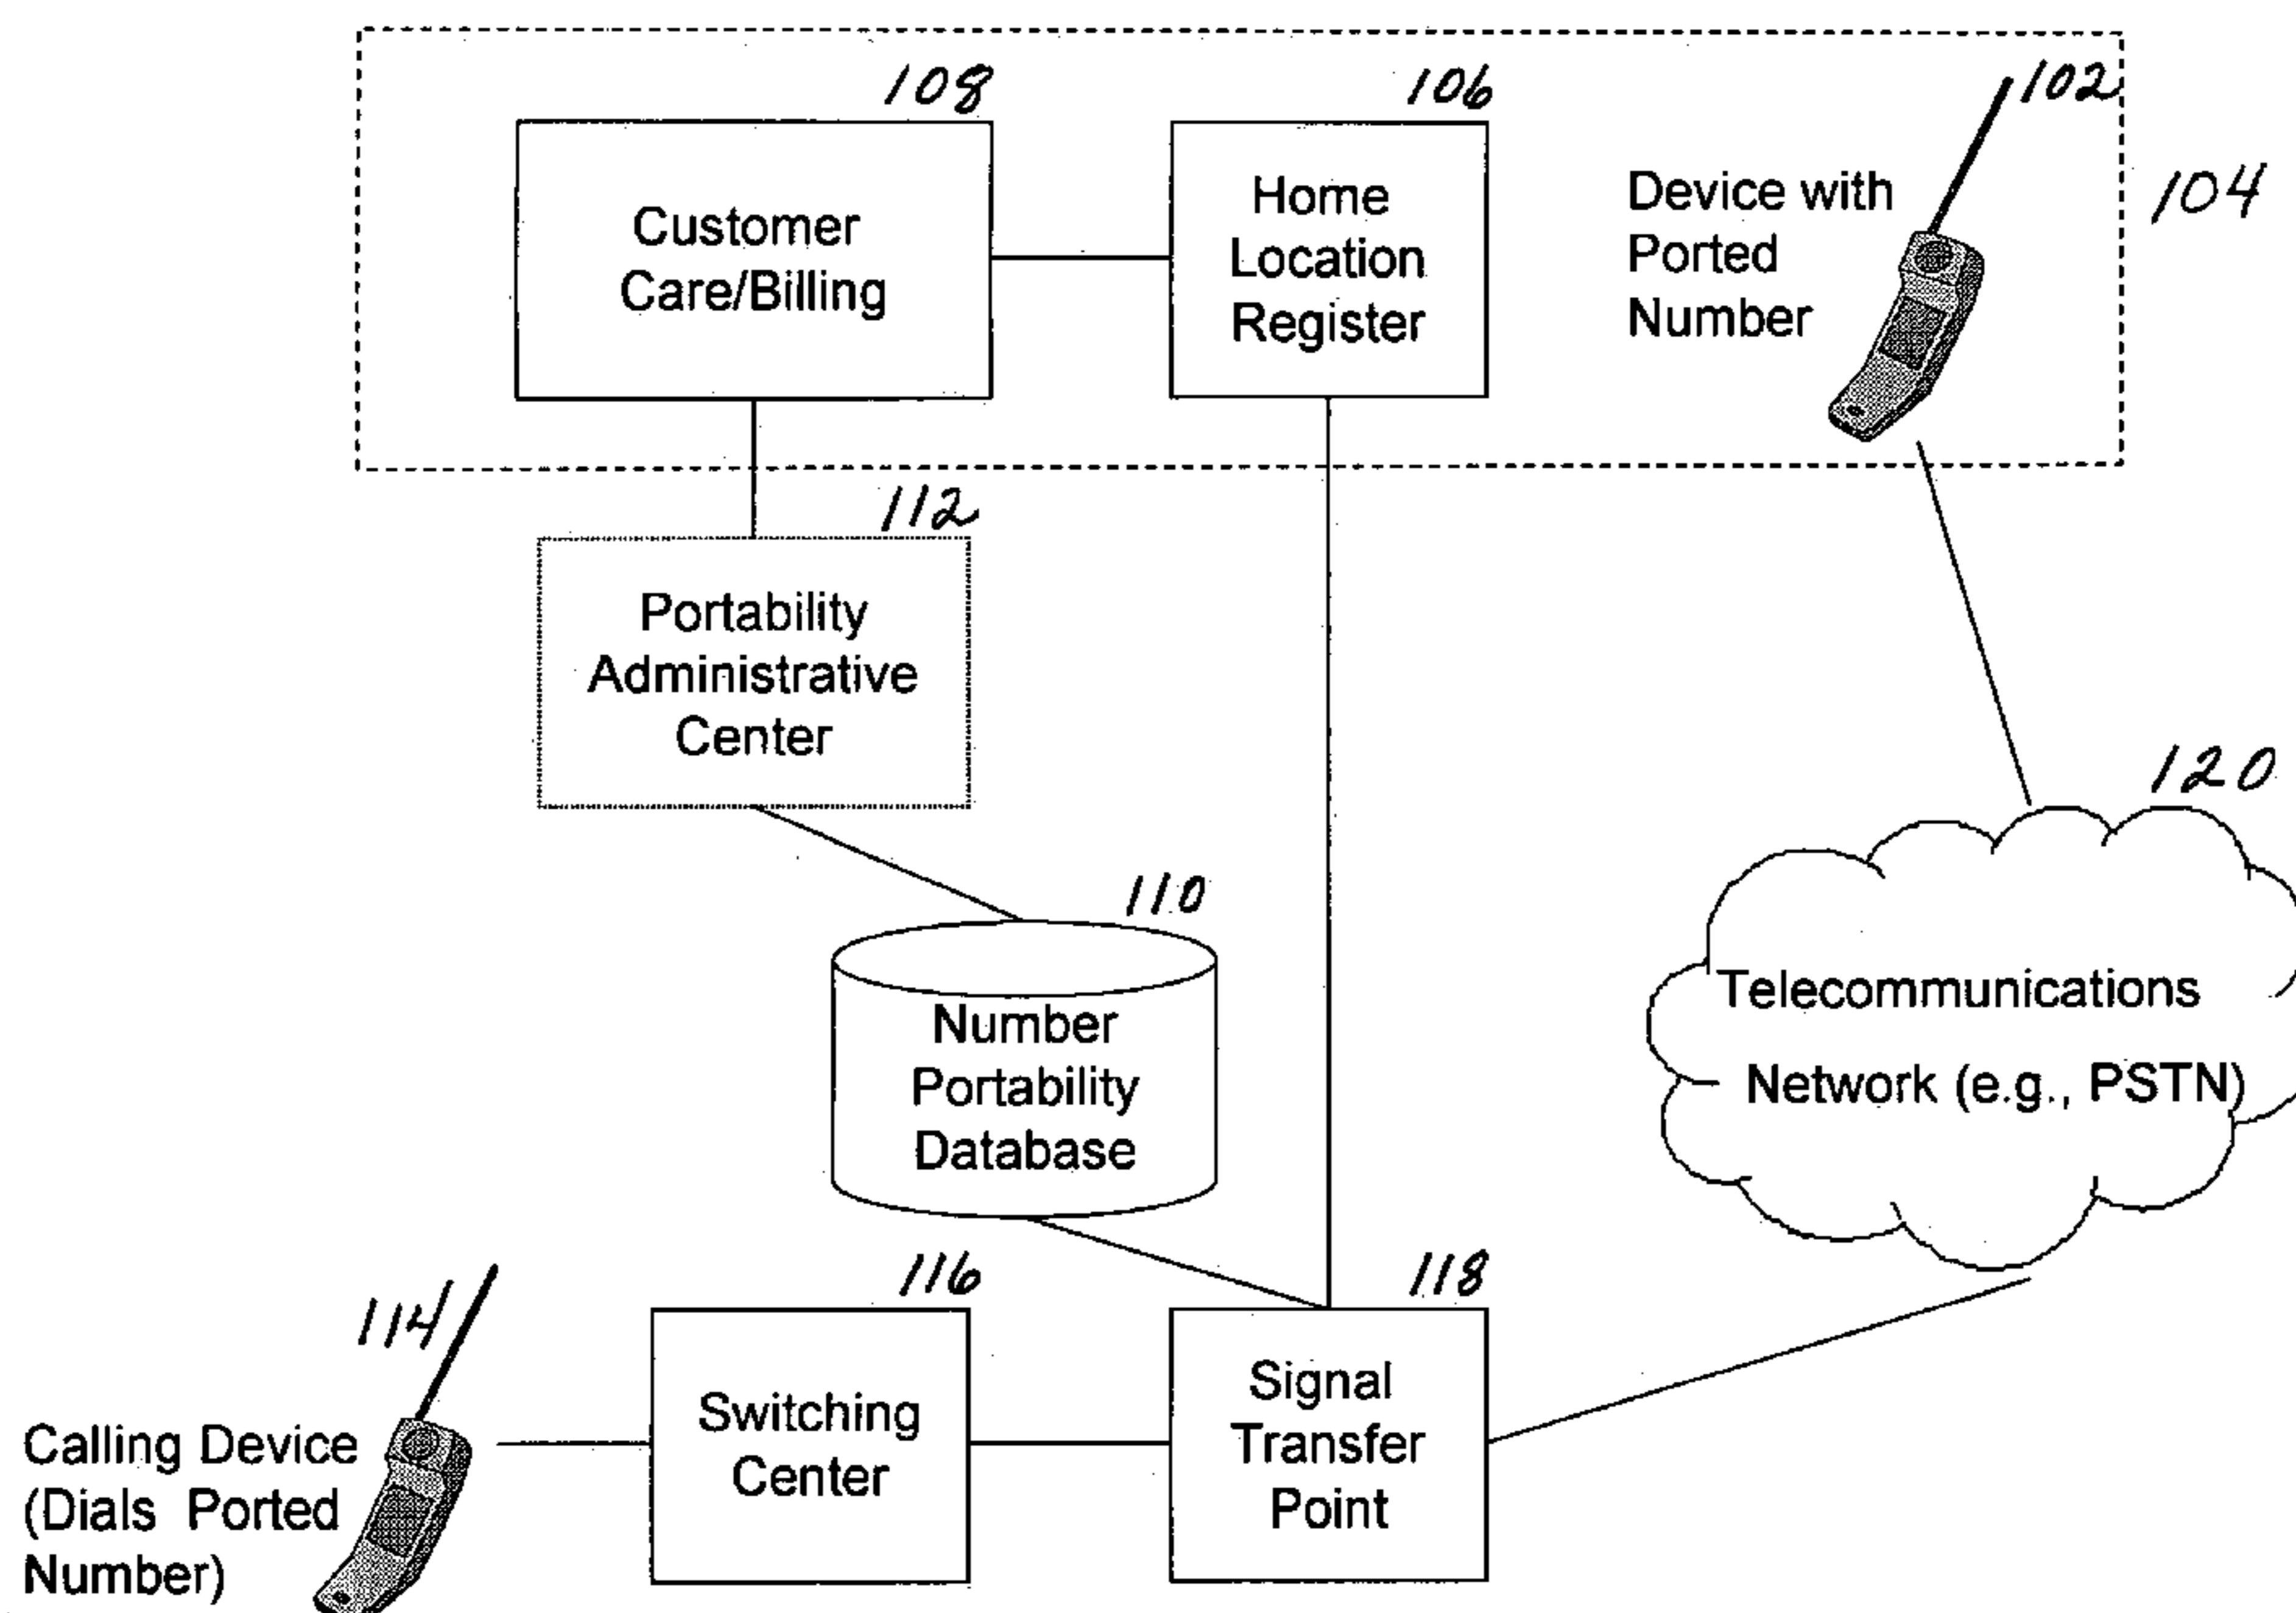 108
106
102
104
Customer
Care/Billing
Home
Location
Register
Device with
Ported
Number
112
Portability
Administrative
Center
120
110
Number
Portability
Database
Telecommunications
Network (e.g., PSTN)
114
116
118
Calling Device
(Dials Ported
Number)
Switching
Center
Signal
Transfer
Point